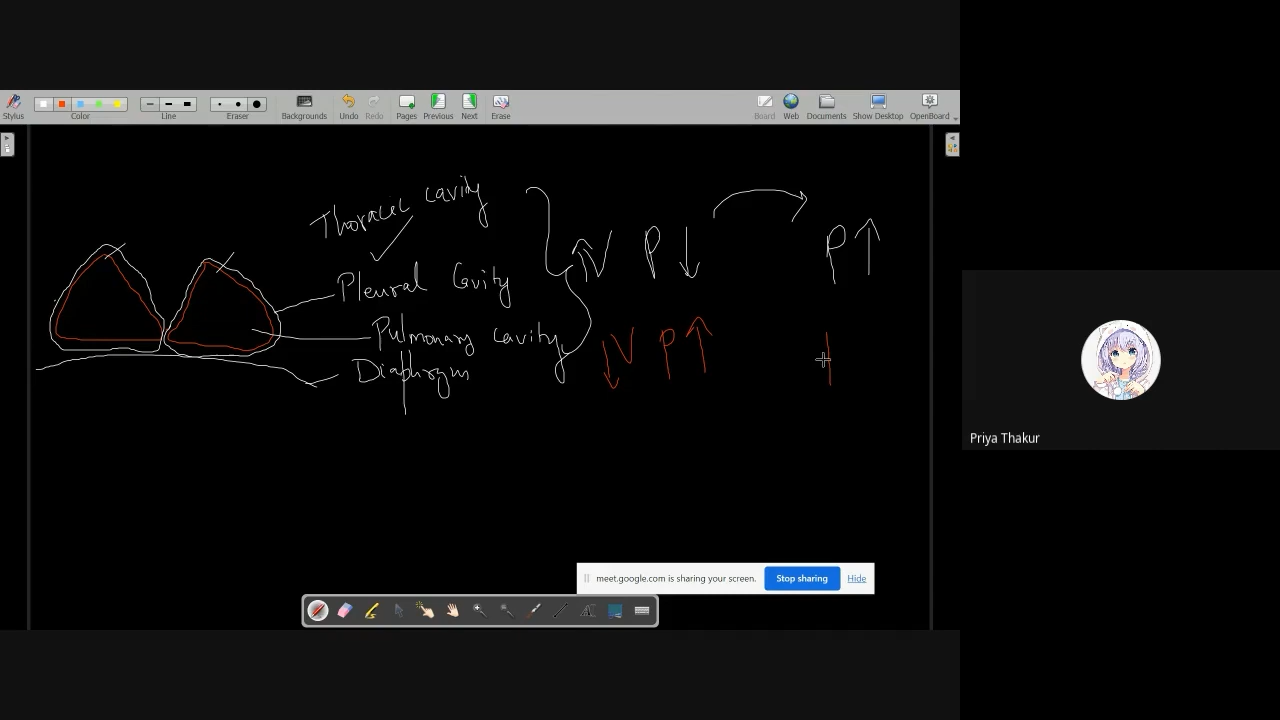 Stylus Color Line Eraser Backgrounds Undo Redo Pages Previous Next Erase Board Web Documents Show Desktop OpenBoard
Thoracic cavity
↑V P↓ P↑
Pleural Cavity
Pulmonary cavity
↓V P↑
Diaphrgm
Priya Thakur
meet.google.com is sharing your screen. Stop sharing Hide